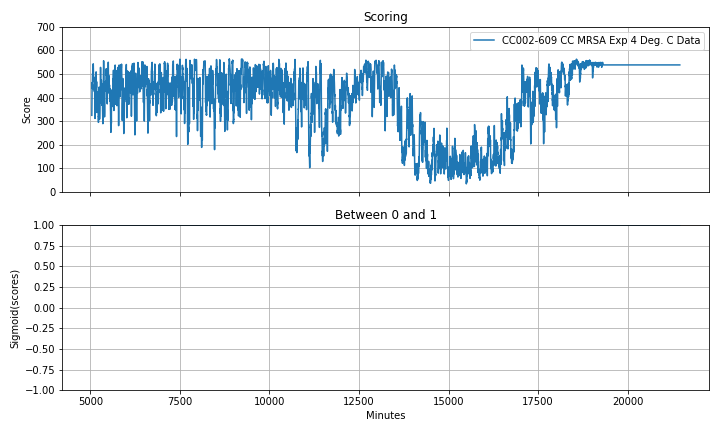 Scoring
700
600
500
400
300
200
100
0
Score
CC002-609 CC MRSA Exp 4 Deg. C Data
Between 0 and 1
1.00
0.75
0.50
0.25
0.00
−0.25
−0.50
−0.75
−1.00
Sigmoid(scores)
5000 7500 10000 12500 15000 17500 20000
Minutes